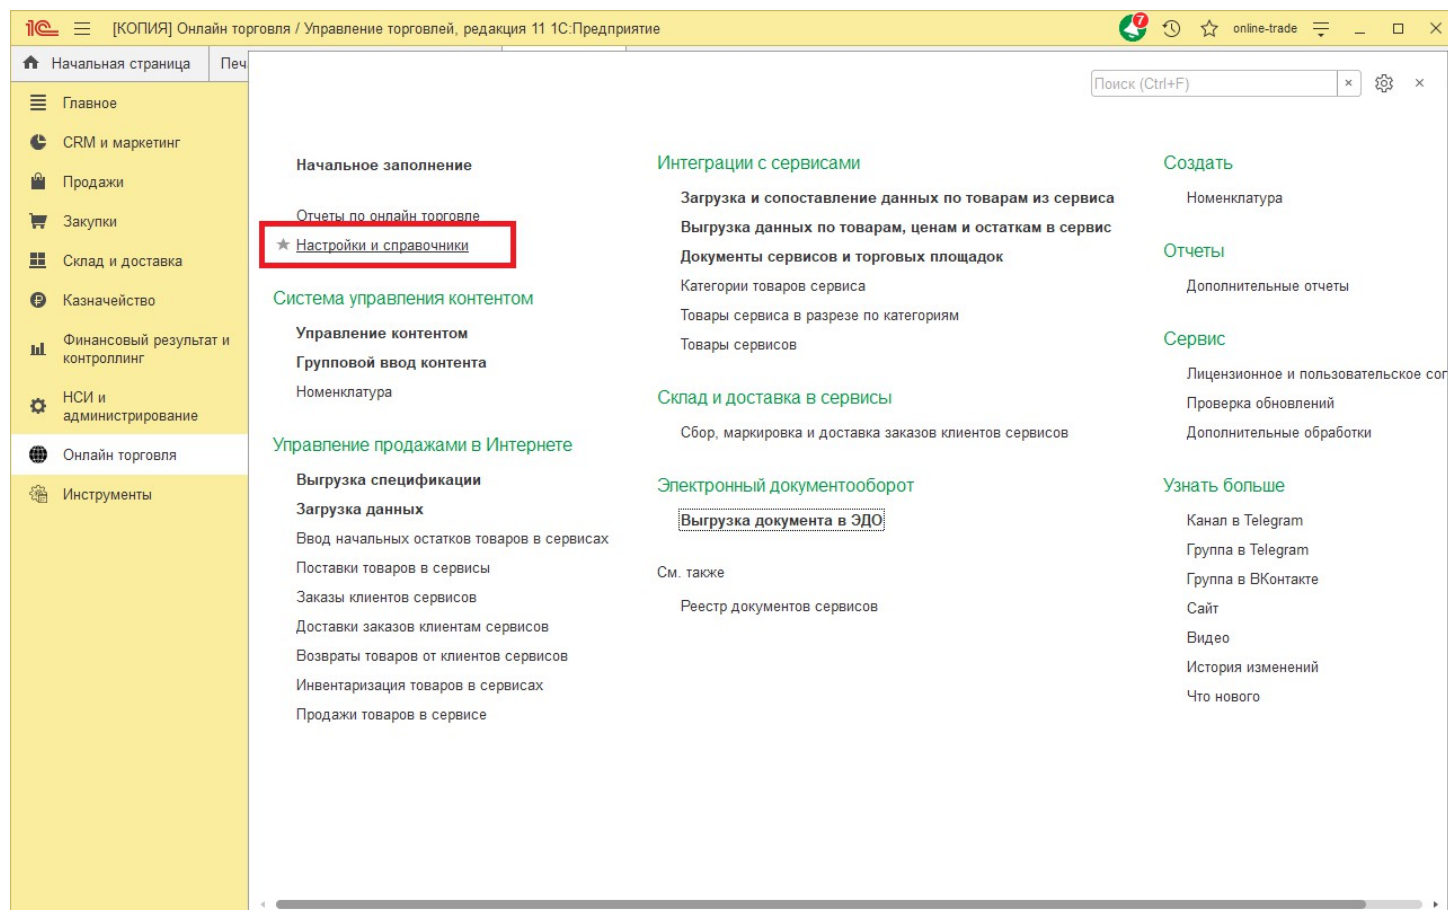 1С [КОПИЯ] Онлайн торговля / Управление торговлей, редакция 11 1С:Предприятие 7 online-trade
Начальная страница Печ
Поиск (Ctrl+F)
Главное
CRM и маркетинг
Продажи
Закупки
Склад и доставка
Казначейство
Финансовый результат и
контроллинг
НСИ и
администрирование
Онлайн торговля
Инструменты
Начальное заполнение
Отчеты по онлайн торговле
Настройки и справочники
Система управления контентом
Управление контентом
Групповой ввод контента
Номенклатура
Управление продажами в Интернете
Выгрузка спецификации
Загрузка данных
Ввод начальных остатков товаров в сервисах
Поставки товаров в сервисы
Заказы клиентов сервисов
Доставки заказов клиентам сервисов
Возвраты товаров от клиентов сервисов
Инвентаризация товаров в сервисах
Продажи товаров в сервисе
Интеграции с сервисами
Загрузка и сопоставление данных по товарам из сервиса
Выгрузка данных по товарам, ценам и остаткам в сервис
Документы сервисов и торговых площадок
Категории товаров сервиса
Товары сервиса в разрезе по категориям
Товары сервисов
Склад и доставка в сервисы
Сбор, маркировка и доставка заказов клиентов сервисов
Электронный документооборот
Выгрузка документа в ЭДО
См. также
Реестр документов сервисов
Создать
Номенклатура
Отчеты
Дополнительные отчеты
Сервис
Лицензионное и пользовательское сог
Проверка обновлений
Дополнительные обработки
Узнать больше
Канал в Telegram
Группа в Telegram
Группа в ВКонтакте
Сайт
Видео
История изменений
Что нового